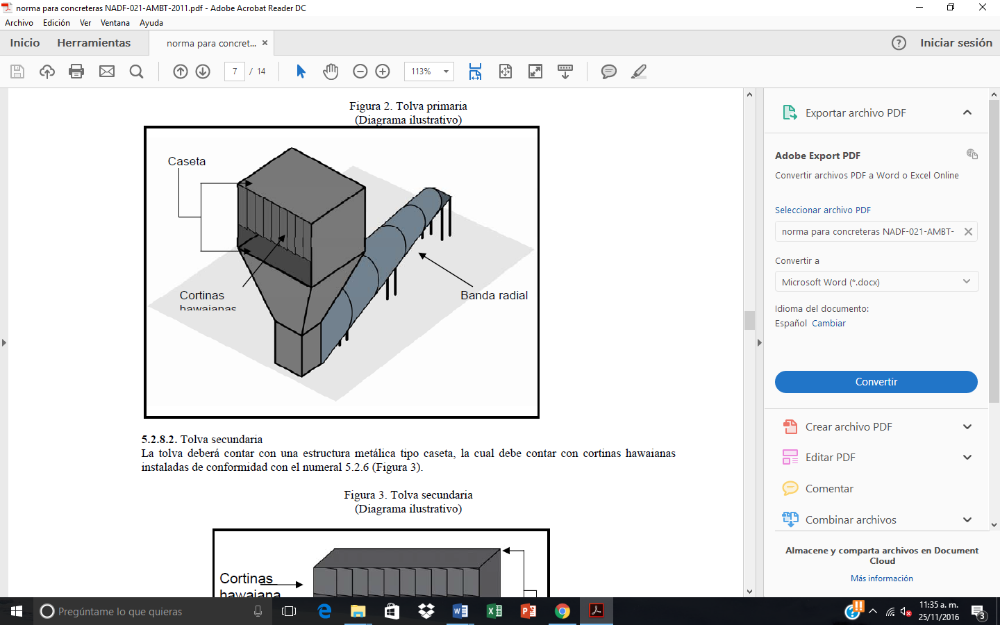 norma para concreteras NADF-021-AMBT-2011.pdf - Adobe Acrobat Reader DC
Archivo Edición Ver Ventana Ayuda
Inicio Herramientas norma para concret... × Iniciar sesión
7 / 14 113%
Figura 2. Tolva primaria
(Diagrama ilustrativo)
Caseta
Cortinas
hawaianas
Banda radial
5.2.8.2. Tolva secundaria
La tolva deberá contar con una estructura metálica tipo caseta, la cual debe contar con cortinas hawaianas
instaladas de conformidad con el numeral 5.2.6 (Figura 3).
Figura 3. Tolva secundaria
(Diagrama ilustrativo)
Cortinas
hawaiana
Exportar archivo PDF
Adobe Export PDF
Convertir archivos PDF a Word o Excel Online
Seleccionar archivo PDF
norma para concreteras NADF-021-AMBT-
Convertir a
Microsoft Word (*.docx)
Idioma del documento:
Español Cambiar
Convertir
Crear archivo PDF
Editar PDF
Comentar
Combinar archivos
Almacene y comparta archivos en Document
Cloud
Más información
Pregúntame lo que quieras
11:35 a. m.
25/11/2016
3